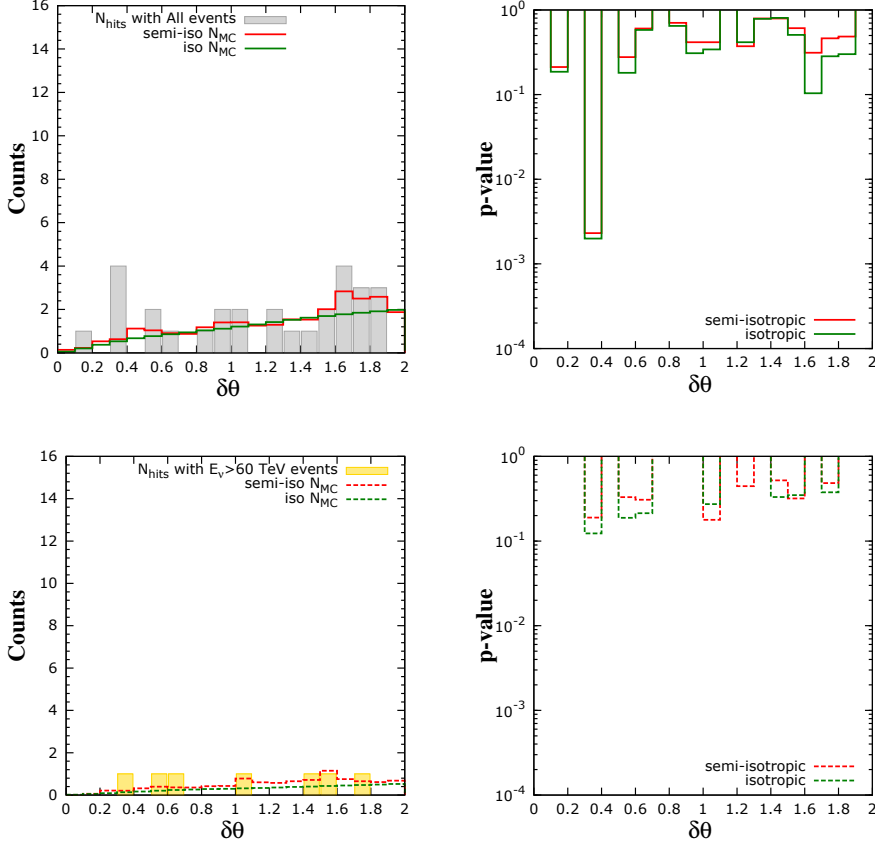 N_hits with All events
semi-iso N_MC
iso N_MC
Counts
16
14
12
10
8
6
4
2
0
0 0.2 0.4 0.6 0.8 1 1.2 1.4 1.6 1.8 2
δθ
p-value
10^0
10^-1
10^-2
10^-3
10^-4
semi-isotropic
isotropic
0 0.2 0.4 0.6 0.8 1 1.2 1.4 1.6 1.8 2
δθ
N_hits with E_ν>60 TeV events
semi-iso N_MC
iso N_MC
Counts
16
14
12
10
8
6
4
2
0
0 0.2 0.4 0.6 0.8 1 1.2 1.4 1.6 1.8 2
δθ
p-value
10^0
10^-1
10^-2
10^-3
10^-4
semi-isotropic
isotropic
0 0.2 0.4 0.6 0.8 1 1.2 1.4 1.6 1.8 2
δθ